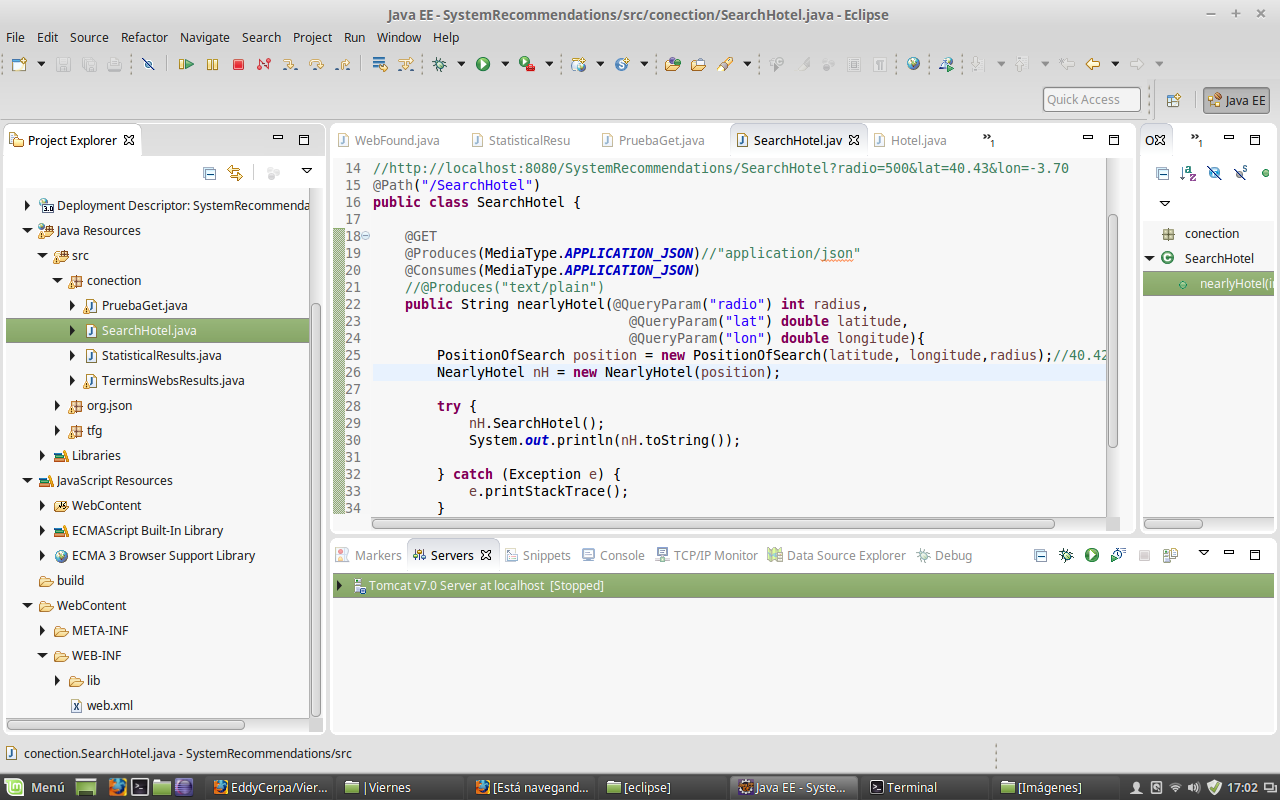 Java EE - SystemRecommendations/src/conection/SearchHotel.java - Eclipse
File Edit Source Refactor Navigate Search Project Run Window Help
Quick Access
Java EE
Project Explorer
Deployment Descriptor: SystemRecommenda
Java Resources
src
conection
PruebaGet.java
SearchHotel.java
StatisticalResults.java
TerminsWebsResults.java
org.json
tfg
Libraries
JavaScript Resources
WebContent
ECMAScript Built-In Library
ECMA 3 Browser Support Library
build
WebContent
META-INF
WEB-INF
lib
web.xml
WebFound.java StatisticalResu PruebaGet.java SearchHotel.jav Hotel.java »1
14 //http://localhost:8080/SystemRecommendations/SearchHotel?radio=500&lat=40.43&lon=-3.70
15 @Path("/SearchHotel")
16 public class SearchHotel {
17
18 @GET
19 @Produces(MediaType.APPLICATION_JSON)//"application/json"
20 @Consumes(MediaType.APPLICATION_JSON)
21 //@Produces("text/plain")
22 public String nearlyHotel(@QueryParam("radio") int radius,
23 @QueryParam("lat") double latitude,
24 @QueryParam("lon") double longitude){
25 PositionOfSearch position = new PositionOfSearch(latitude, longitude,radius);//40.42
26 NearlyHotel nH = new NearlyHotel(position);
27
28 try {
29 nH.SearchHotel();
30 System.out.println(nH.toString());
31
32 } catch (Exception e) {
33 e.printStackTrace();
34 }
O »1
conection
SearchHotel
nearlyHotel(i
Markers Servers Snippets Console TCP/IP Monitor Data Source Explorer Debug
Tomcat v7.0 Server at localhost [Stopped]
conection.SearchHotel.java - SystemRecommendations/src
Menú EddyCerpa/Vier... |Viernes [Está navegand... [eclipse] Java EE - Syste... Terminal [Imágenes] 17:02